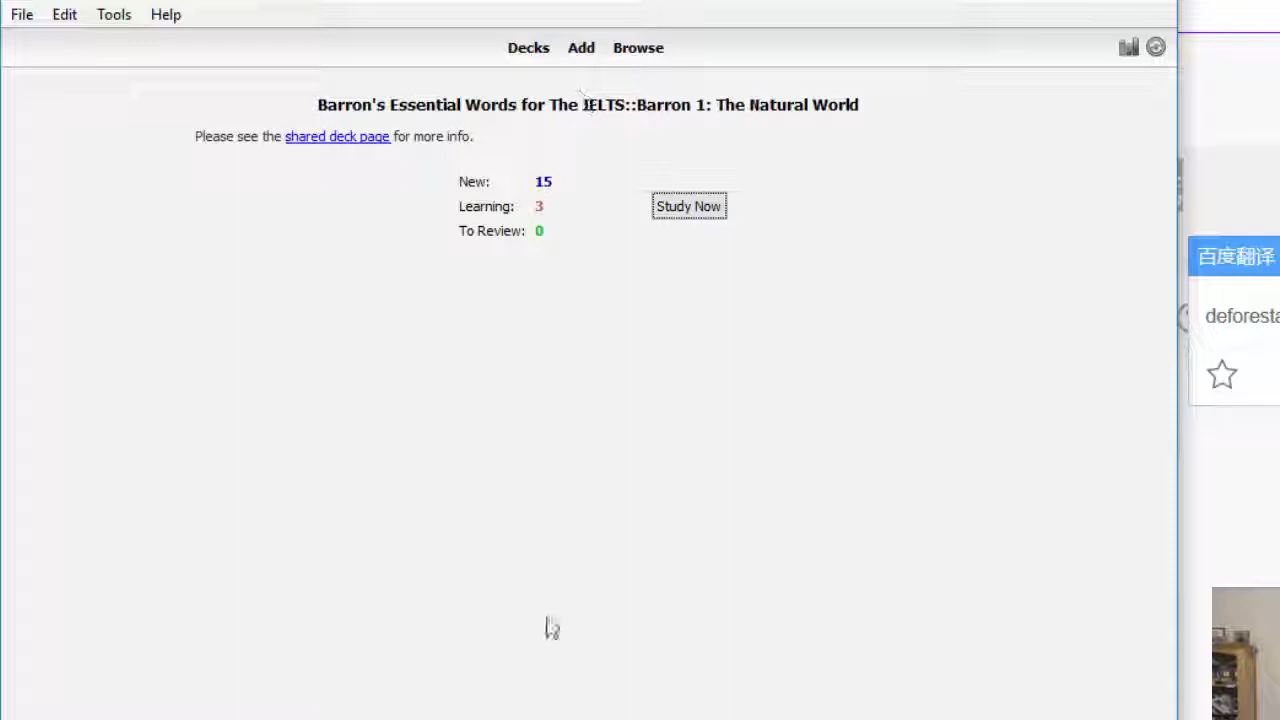 File Edit Tools Help
Decks Add Browse
Barron's Essential Words for The IELTS::Barron 1: The Natural World
Please see the shared deck page for more info.
New: 15
Learning: 3 Study Now
To Review: 0
百度翻译